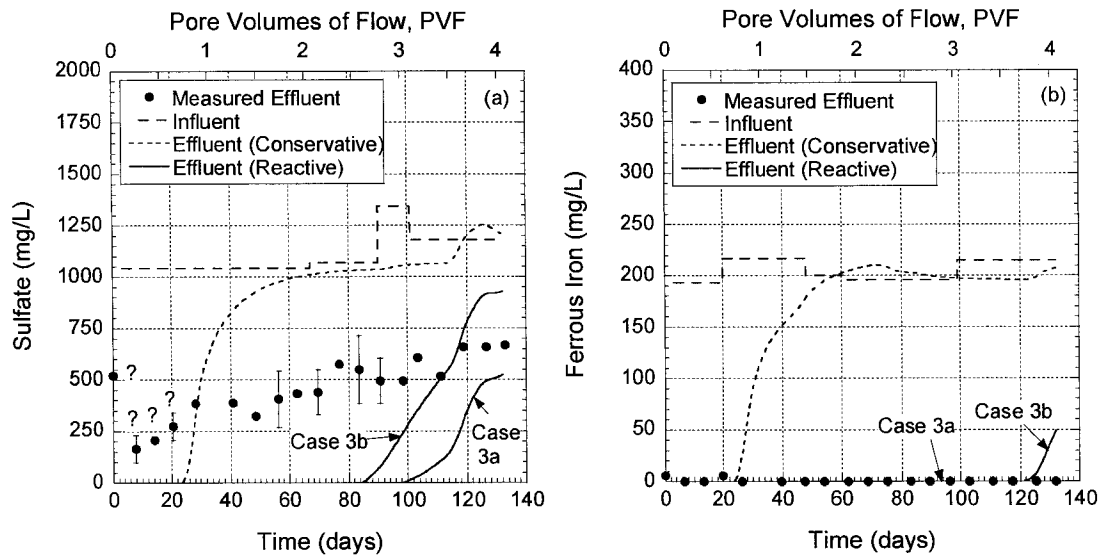 Pore Volumes of Flow, PVF
0 1 2 3 4
2000
1750
1500
1250
1000
750
500
250
0
Sulfate (mg/L)
(a)
Measured Effluent
Influent
Effluent (Conservative)
Effluent (Reactive)
?
?
?
?
Case 3b
Case
3a
0 20 40 60 80 100 120 140
Time (days)
Pore Volumes of Flow, PVF
0 1 2 3 4
400
350
300
250
200
150
100
50
0
Ferrous Iron (mg/L)
(b)
Measured Effluent
Influent
Effluent (Conservative)
Effluent (Reactive)
Case 3a
Case 3b
0 20 40 60 80 100 120 140
Time (days)